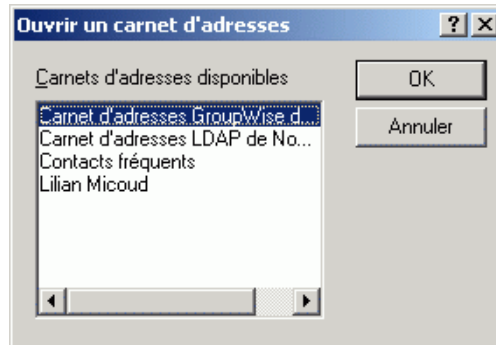 Ouvrir un carnet d'adresses
?
Carnets d'adresses disponibles
OK
Carnet d'adresses GroupWise d...
Annuler
Carnet d'adresses LDAP de No...
Contacts fréquents
Lilian Micoud